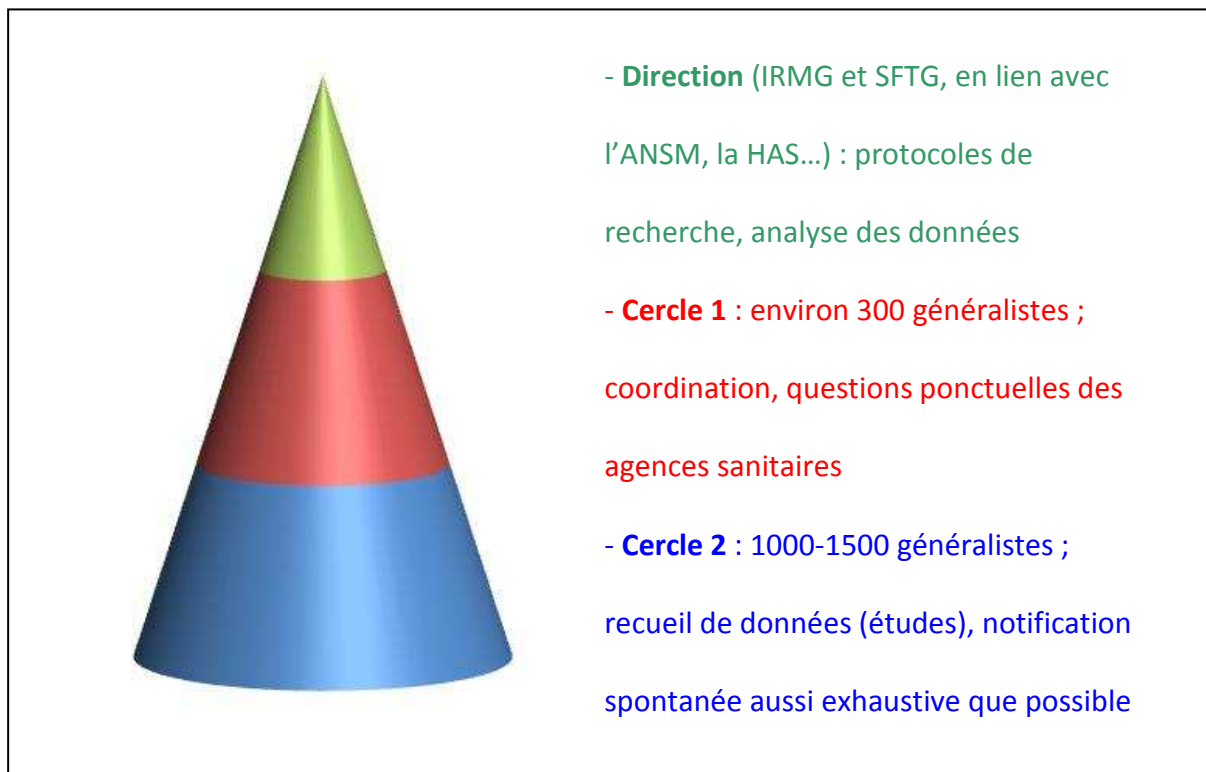 - Direction (IRMG et SFTG, en lien avec
l’ANSM, la HAS…) : protocoles de
recherche, analyse des données
- Cercle 1 : environ 300 généralistes ;
coordination, questions ponctuelles des
agences sanitaires
- Cercle 2 : 1000-1500 généralistes ;
recueil de données (études), notification
spontanée aussi exhaustive que possible